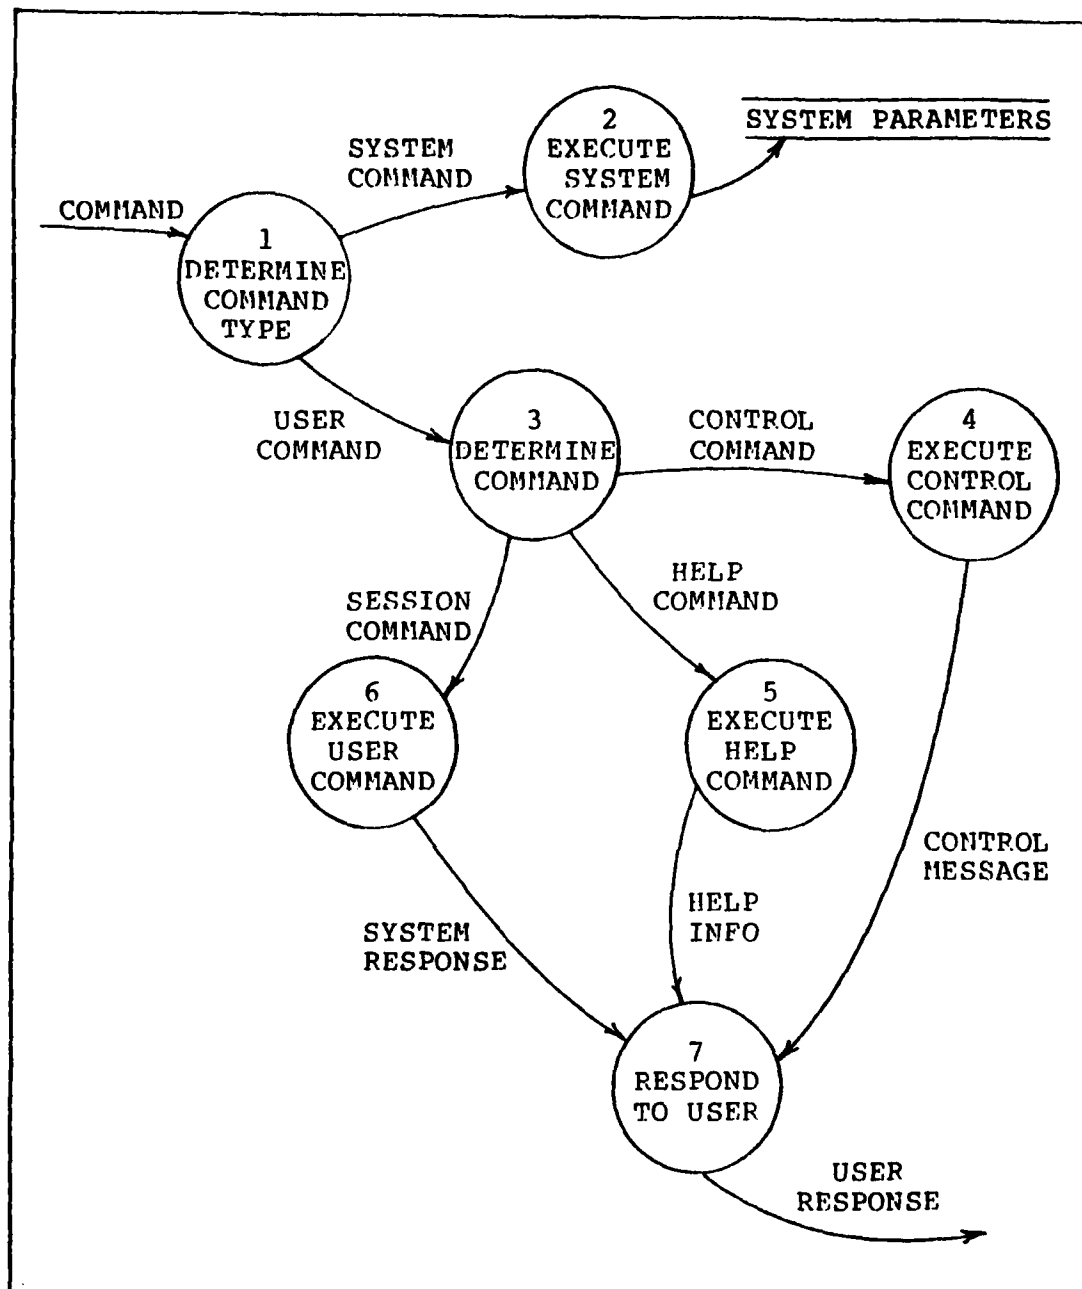 2
EXECUTE
SYSTEM
COMMAND
SYSTEM PARAMETERS
SYSTEM
COMMAND
COMMAND
1
DETERMINE
COMMAND
TYPE
USER
COMMAND
3
DETERMINE
COMMAND
CONTROL
COMMAND
4
EXECUTE
CONTROL
COMMAND
SESSION
COMMAND
HELP
COMMAND
6
EXECUTE
USER
COMMAND
5
EXECUTE
HELP
COMMAND
CONTROL
MESSAGE
SYSTEM
RESPONSE
HELP
INFO
7
RESPOND
TO USER
USER
RESPONSE